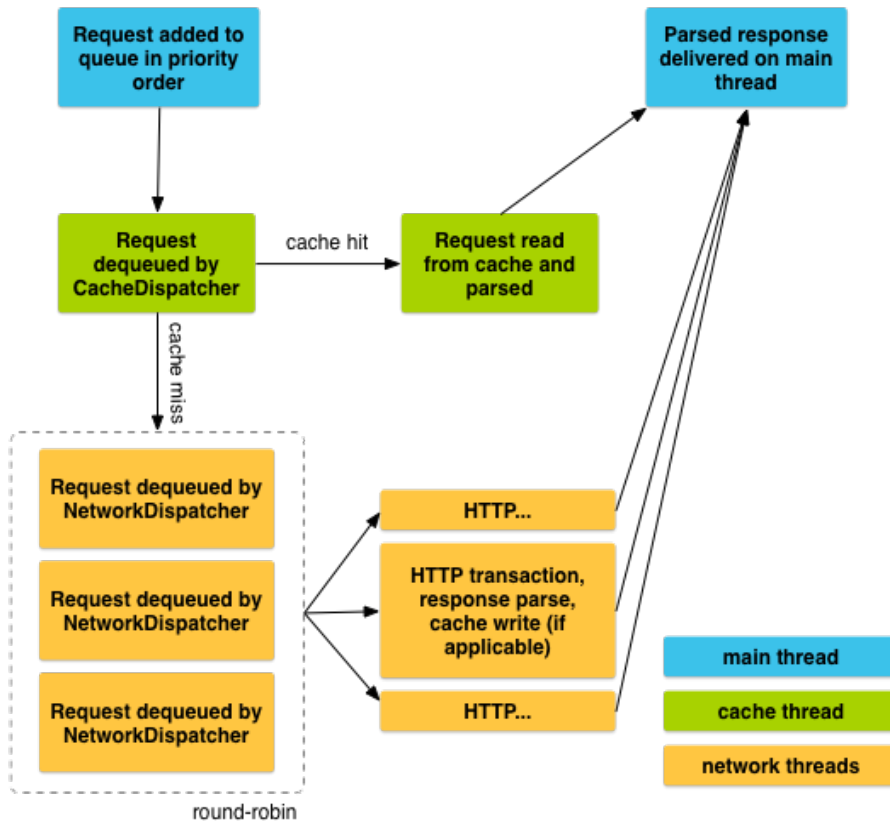 Request added to
queue in priority
order
Parsed response
delivered on main
thread
Request
dequeued by
CacheDispatcher
cache hit
Request read
from cache and
parsed
cache miss
Request dequeued by
NetworkDispatcher
Request dequeued by
NetworkDispatcher
Request dequeued by
NetworkDispatcher
round-robin
HTTP...
HTTP transaction,
response parse,
cache write (if
applicable)
HTTP...
main thread
cache thread
network threads